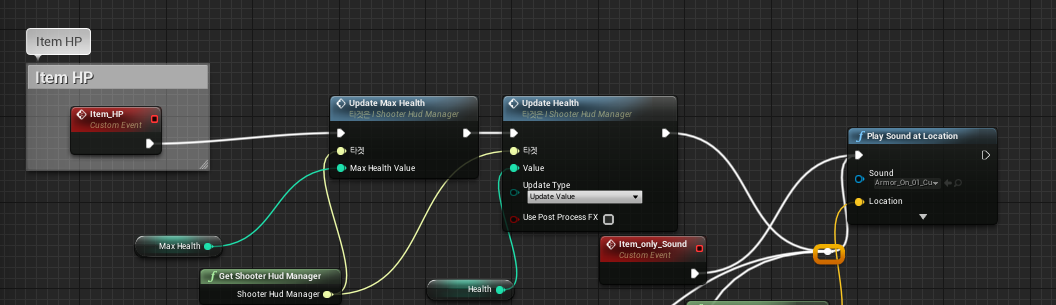 Item HP
Item HP
Item_HP
Custom Event
Update Max Health
타겟은 I Shooter Hud Manager
타겟
Max Health Value
Update Health
타겟은 I Shooter Hud Manager
타겟
Value
Update Type
Update Value
Use Post Process FX
Play Sound at Location
Sound
Armor_On_01_Cu
Location
Max Health
Get Shooter Hud Manager
Shooter Hud Manager
Health
Item_only_Sound
Custom Event